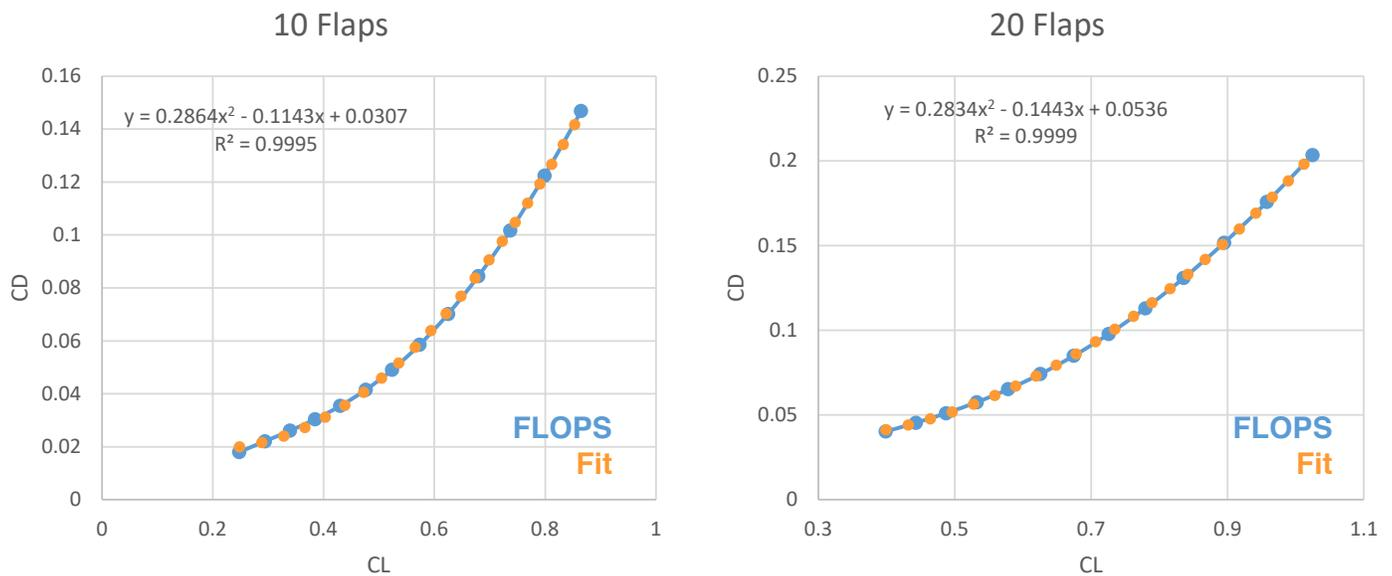 10 Flaps
0.16
0.14
0.12
0.1
0.08
0.06
0.04
0.02
0
CD
y = 0.2864x² - 0.1143x + 0.0307
R² = 0.9995
FLOPS
Fit
0 0.2 0.4 0.6 0.8 1
CL
20 Flaps
0.25
0.2
0.15
0.1
0.05
0
CD
y = 0.2834x² - 0.1443x + 0.0536
R² = 0.9999
FLOPS
Fit
0.3 0.5 0.7 0.9 1.1
CL